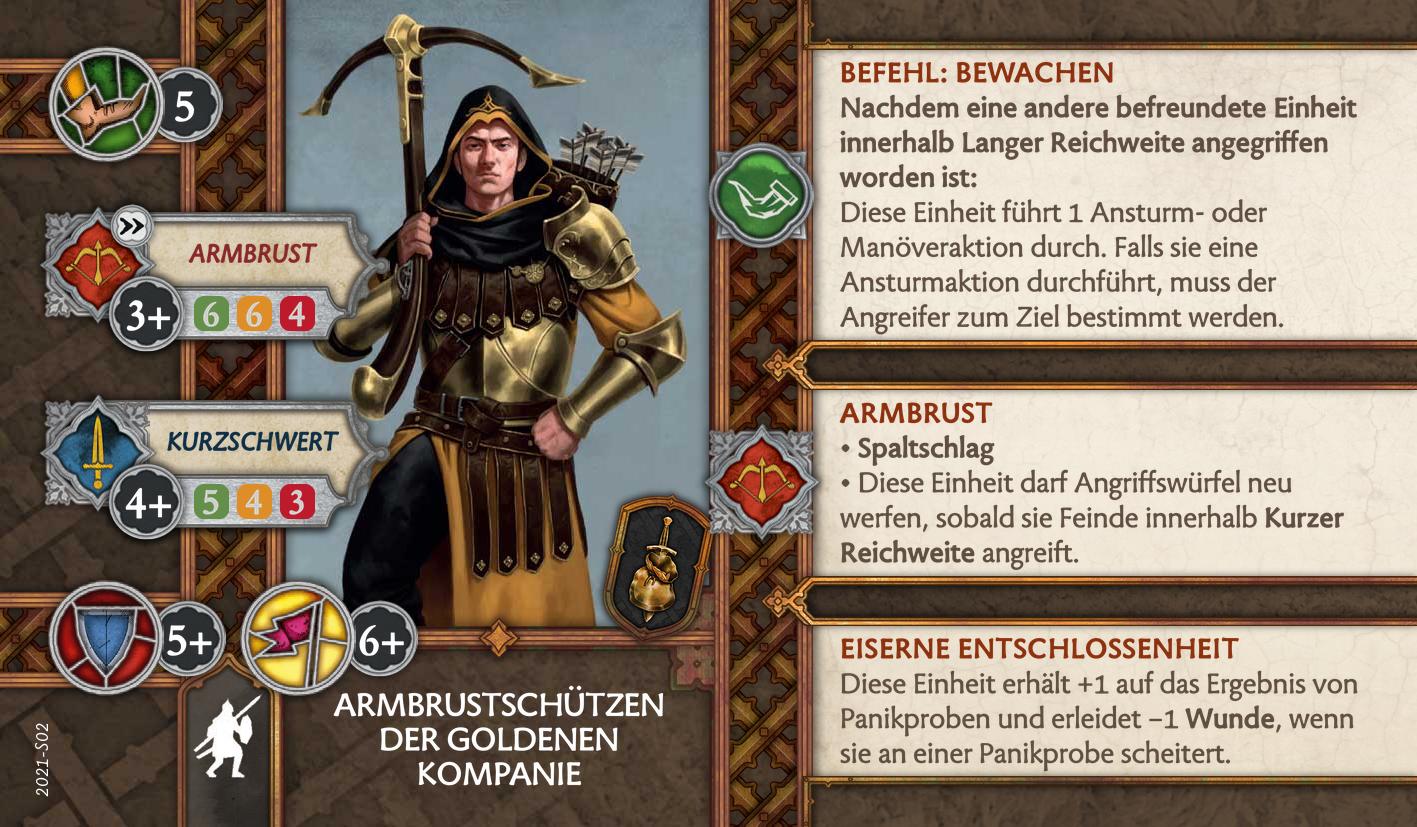 5
ARMBRUST
3+
6 6 4
KURZSCHWERT
4+
5 4 3
5+
6+
ARMBRUSTSCHÜTZEN
DER GOLDENEN
KOMPANIE
2021-S02
BEFEHL: BEWACHEN
Nachdem eine andere befreundete Einheit
innerhalb Langer Reichweite angegriffen
worden ist:
Diese Einheit führt 1 Ansturm- oder
Manöveraktion durch. Falls sie eine
Ansturmaktion durchführt, muss der
Angreifer zum Ziel bestimmt werden.
ARMBRUST
• Spaltschlag
• Diese Einheit darf Angriffswürfel neu
werfen, sobald sie Feinde innerhalb Kurzer
Reichweite angreift.
EISERNE ENTSCHLOSSENHEIT
Diese Einheit erhält +1 auf das Ergebnis von
Panikproben und erleidet –1 Wunde, wenn
sie an einer Panikprobe scheitert.